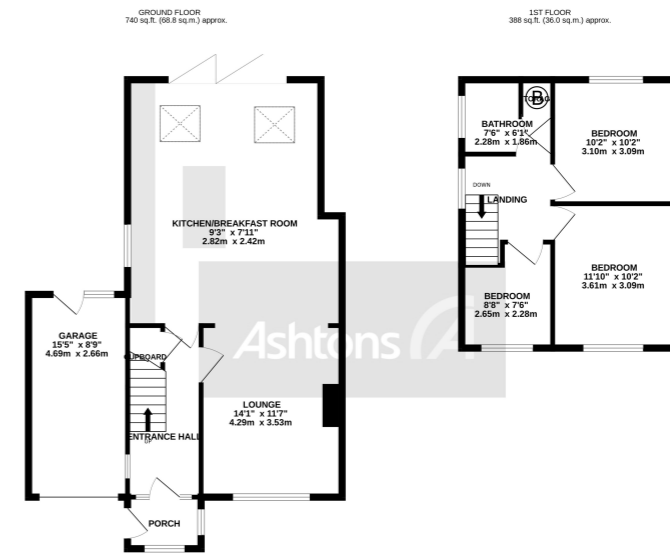 GROUND FLOOR
740 sq.ft. (68.8 sq.m.) approx.
1ST FLOOR
388 sq.ft. (36.0 sq.m.) approx.
B
BATHROOM
7'6" x 6'1"
2.28m x 1.86m
BEDROOM
10'2" x 10'2"
3.10m x 3.09m
DOWN
LANDING
KITCHEN/BREAKFAST ROOM
9'3" x 7'11"
2.82m x 2.42m
BEDROOM
11'10" x 10'2"
3.61m x 3.09m
BEDROOM
8'8" x 7'6"
2.65m x 2.28m
GARAGE
15'5" x 8'9"
4.69m x 2.66m
Ashtons
CUPBOARD
LOUNGE
14'1" x 11'7"
4.29m x 3.53m
ENTRANCE HALL
UP
PORCH